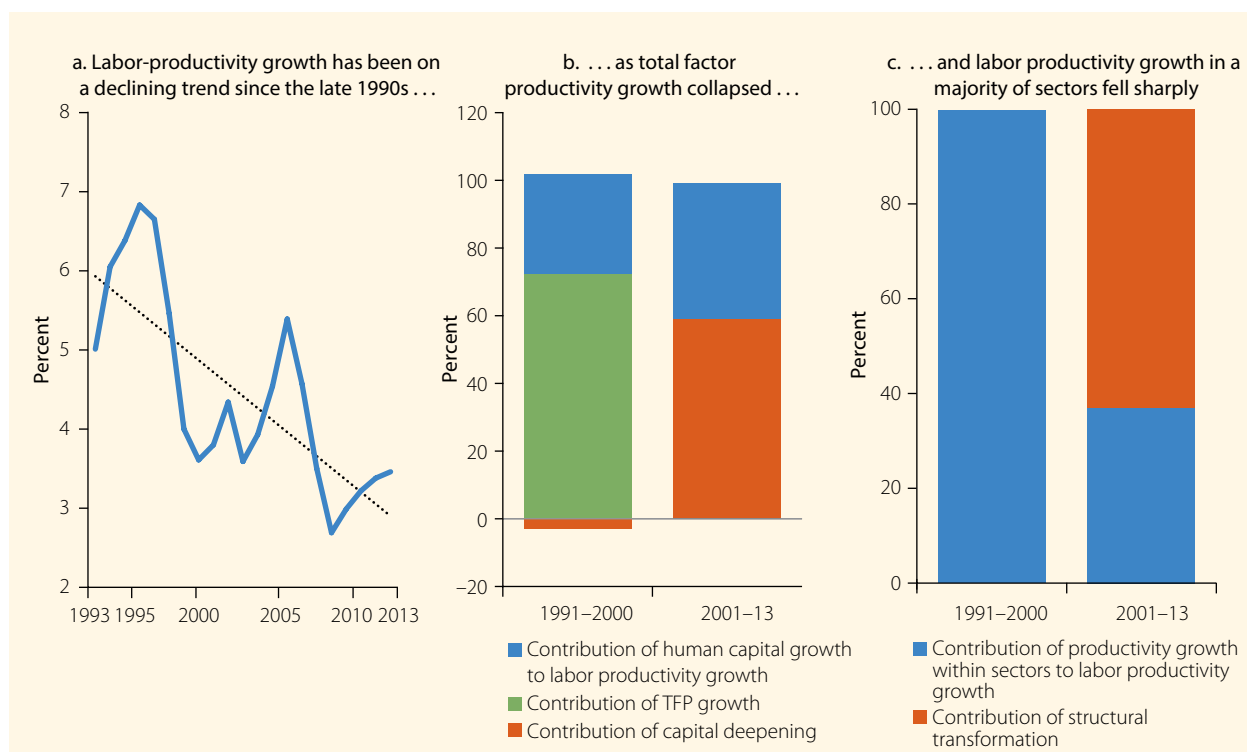 a. Labor-productivity growth has been on
a declining trend since the late 1990s . . .
8
7
6
5
4
3
2
Percent
1993 1995 2000 2005 2010 2013
b. . . . as total factor
productivity growth collapsed . . .
120
100
80
60
40
20
0
–20
Percent
1991–2000 2001–13
Contribution of human capital growth
to labor productivity growth
Contribution of TFP growth
Contribution of capital deepening
c. . . . and labor productivity growth in a
majority of sectors fell sharply
100
80
60
40
20
0
Percent
1991–2000 2001–13
Contribution of productivity growth
within sectors to labor productivity
growth
Contribution of structural
transformation